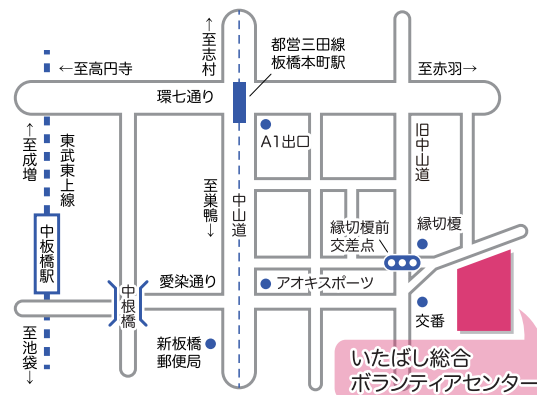 ↑至志村
都営三田線
板橋本町駅
←至高円寺
至赤羽→
環七通り
A1出口
↑至成増
東武東上線
旧中山道
至巣鴨↓
中山道
縁切榎前
交差点
縁切榎
中板橋駅
愛染通り
アオキスポーツ
中根橋
交番
至池袋↓
新板橋
郵便局
いたばし総合
ボランティアセンター